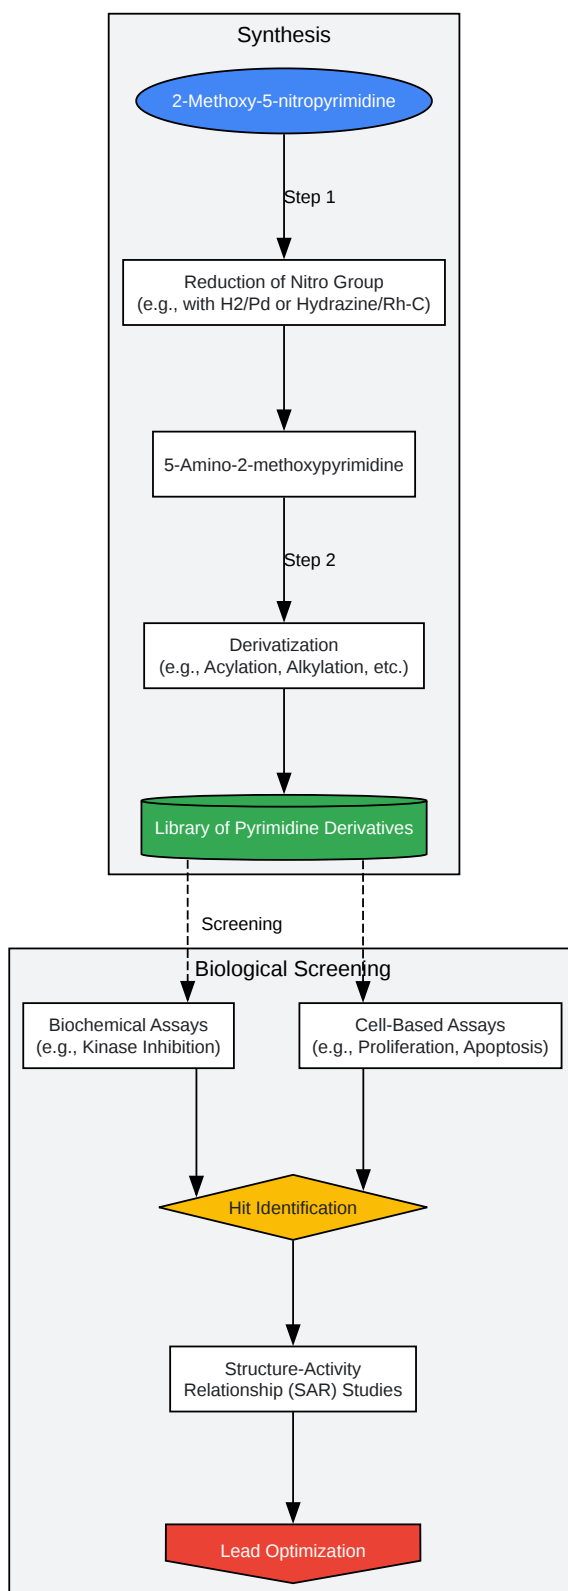 Synthesis
2-Methoxy-5-nitropyrimidine
Step 1
Reduction of Nitro Group
(e.g., with H2/Pd or Hydrazine/Rh-C)
5-Amino-2-methoxypyrimidine
Step 2
Derivatization
(e.g., Acylation, Alkylation, etc.)
Library of Pyrimidine Derivatives
Screening
Biological Screening
Biochemical Assays
(e.g., Kinase Inhibition)
Cell-Based Assays
(e.g., Proliferation, Apoptosis)
Hit Identification
Structure-Activity
Relationship (SAR) Studies
Lead Optimization